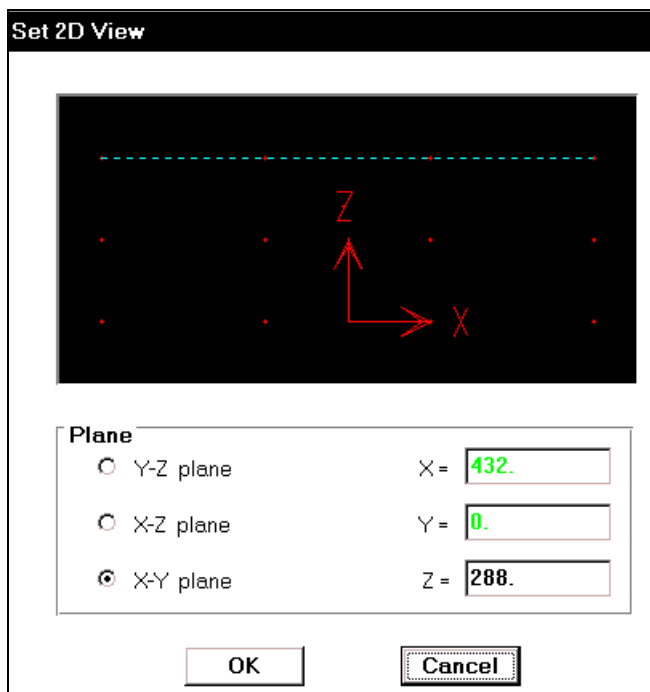 Set 2D View
Z
X
Plane
Y-Z plane X = 432.
X-Z plane Y = 0.
X-Y plane Z = 288.
OK Cancel